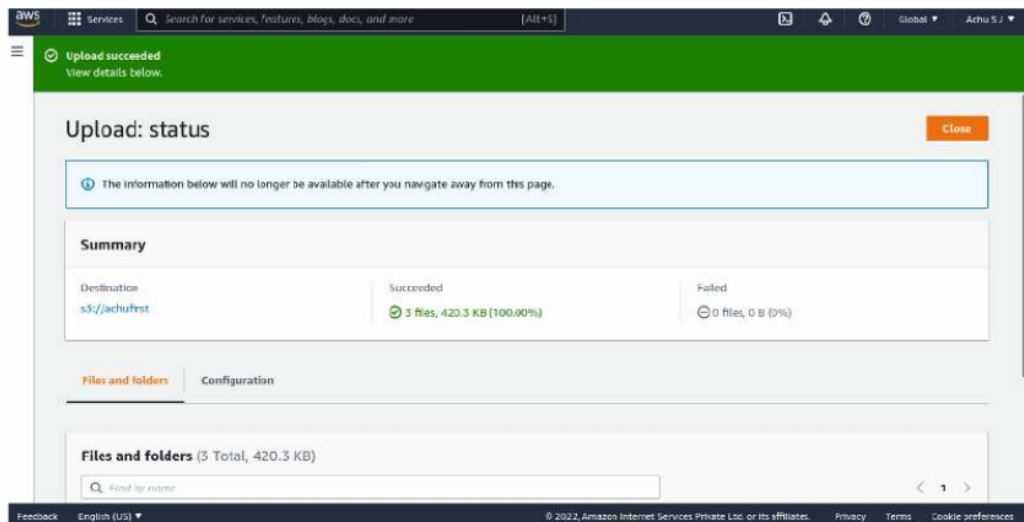 aws
Services
Search for services, features, blogs, docs, and more
[Alt+S]
Global ▼
Achu S J ▼
Upload succeeded
View details below.
Upload: status
Close
The information below will no longer be available after you navigate away from this page.
Summary
Destination
Succeeded
Failed
s3://achufirst
3 files, 420.3 KB (100.00%)
0 files, 0 B (0%)
Files and folders
Configuration
Files and folders (3 Total, 420.3 KB)
Find by name
< 1 >
Feedback
English (US) ▼
© 2022, Amazon Internet Services Private Ltd. or its affiliates.
Privacy
Terms
Cookie preferences